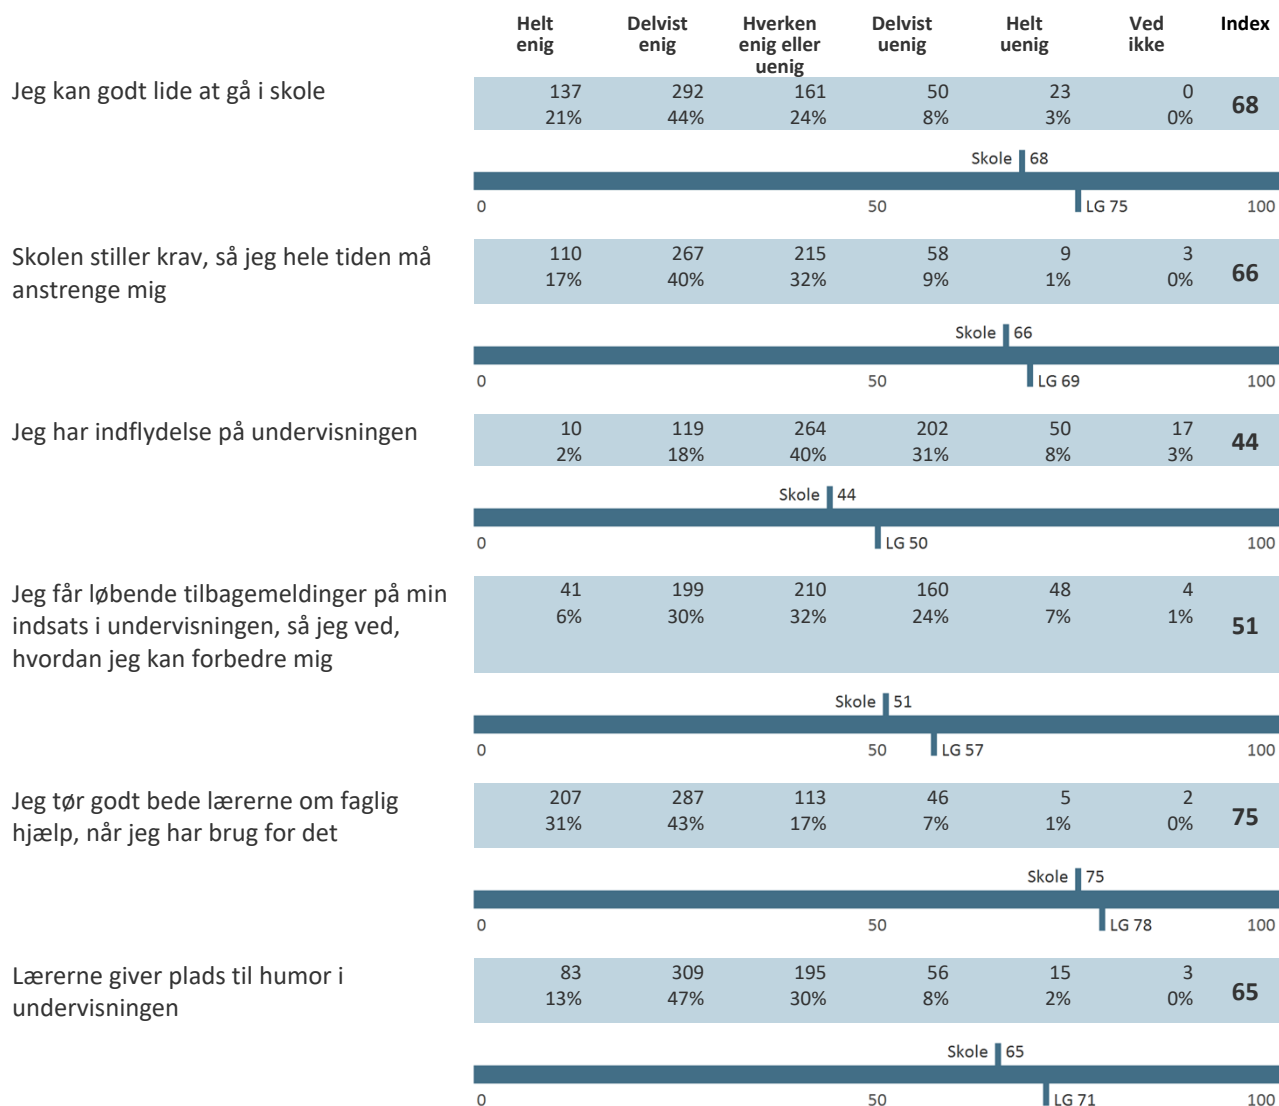 Helt enig Delvist enig Hverken enig eller uenig Delvist uenig Helt uenig Ved ikke Index
Jeg kan godt lide at gå i skole
137 292 161 50 23 0
21% 44% 24% 8% 3% 0%
68
Skole 68
0 50 LG 75 100
Skolen stiller krav, så jeg hele tiden må
anstrenge mig
110 267 215 58 9 3
17% 40% 32% 9% 1% 0%
66
Skole 66
0 50 LG 69 100
Jeg har indflydelse på undervisningen
10 119 264 202 50 17
2% 18% 40% 31% 8% 3%
44
Skole 44
0 50 LG 50 100
Jeg får løbende tilbagemeldinger på min
indsats i undervisningen, så jeg ved,
hvordan jeg kan forbedre mig
41 199 210 160 48 4
6% 30% 32% 24% 7% 1%
51
Skole 51
0 50 LG 57 100
Jeg tør godt bede lærerne om faglig
hjælp, når jeg har brug for det
207 287 113 46 5 2
31% 43% 17% 7% 1% 0%
75
Skole 75
0 50 LG 78 100
Lærerne giver plads til humor i
undervisningen
83 309 195 56 15 3
13% 47% 30% 8% 2% 0%
65
Skole 65
0 50 LG 71 100